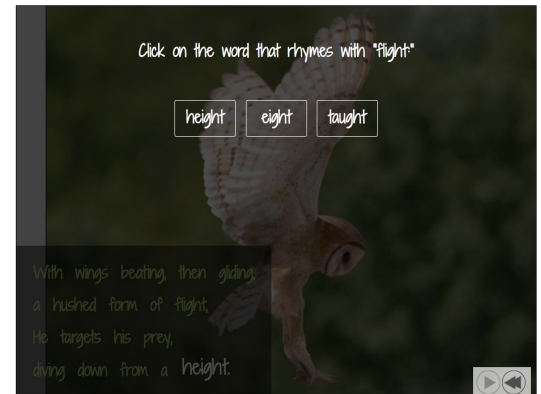 Click on the word that rhymes with "flight:"
height eight taught
With wings beating, then gliding,
a hushed form of flight,
He targets his prey,
diving down from a height.